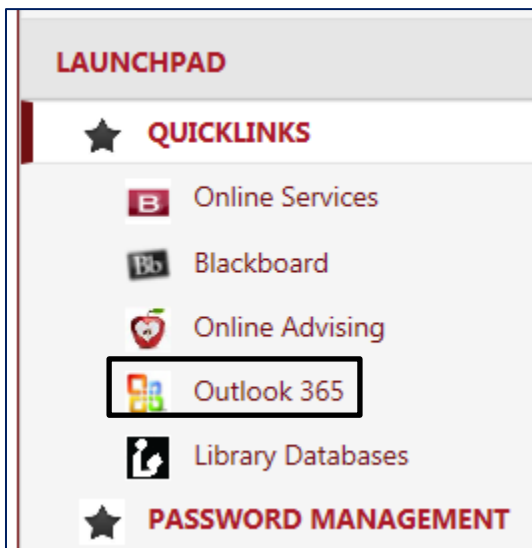 LAUNCHPAD
QUICKLINKS
B Online Services
Bb Blackboard
Online Advising
Outlook 365
Library Databases
PASSWORD MANAGEMENT